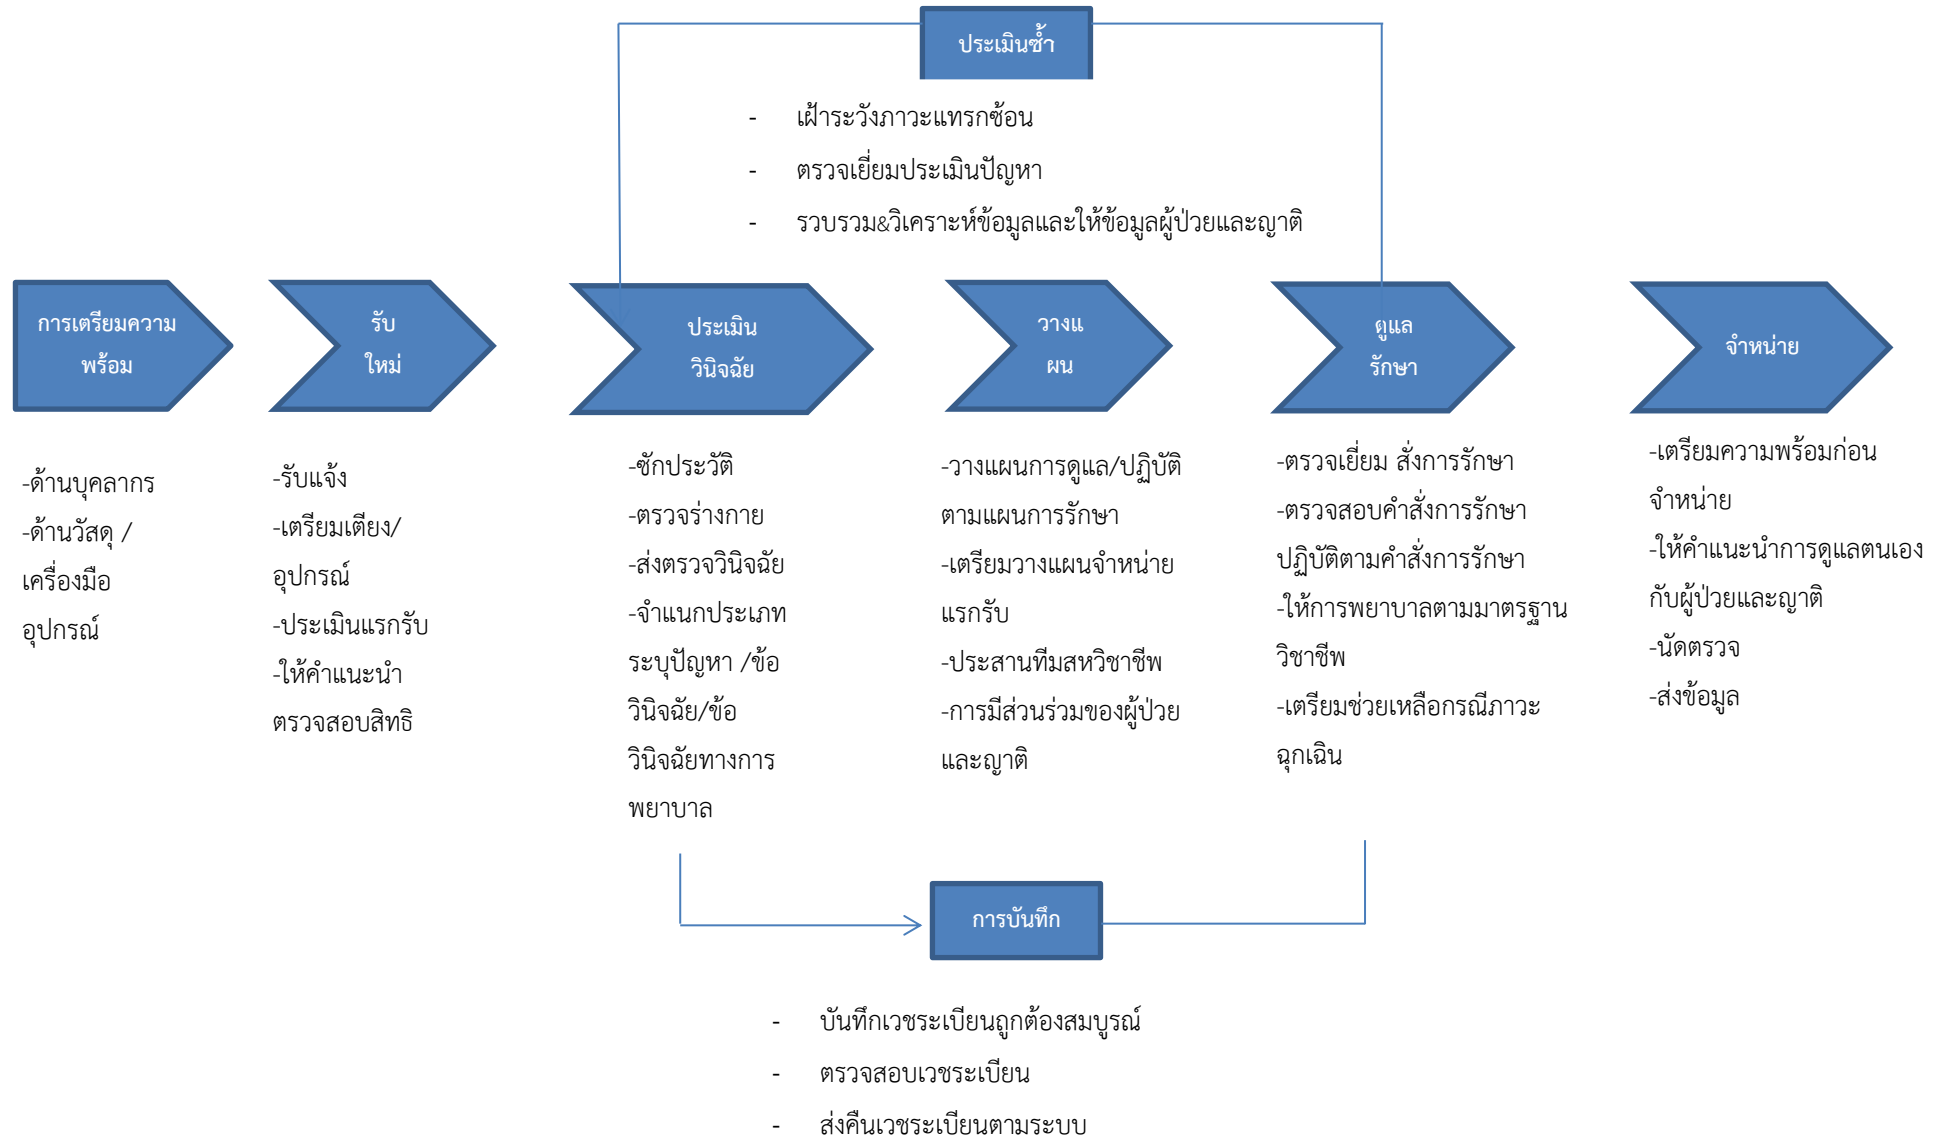 ประเมินซ้ำ
- เฝ้าระวังภาวะแทรกซ้อน
- ตรวจเยี่ยมประเมินปัญหา
- รวบรวม&วิเคราะห์ข้อมูลและให้ข้อมูลผู้ป่วยและญาติ
การเตรียมความ
พร้อม
รับ
ใหม่
ประเมิน
วินิจฉัย
วางแ
ผน
ดูแล
รักษา
จำหน่าย
-ด้านบุคลากร
-ด้านวัสดุ /
เครื่องมือ
อุปกรณ์
-รับแจ้ง
-เตรียมเตียง/
อุปกรณ์
-ประเมินแรกรับ
-ให้คำแนะนำ
ตรวจสอบสิทธิ
-ซักประวัติ
-ตรวจร่างกาย
-ส่งตรวจวินิจฉัย
-จำแนกประเภท
ระบุปัญหา /ข้อ
วินิจฉัย/ข้อ
วินิจฉัยทางการ
พยาบาล
-วางแผนการดูแล/ปฏิบัติ
ตามแผนการรักษา
-เตรียมวางแผนจำหน่าย
แรกรับ
-ประสานทีมสหวิชาชีพ
-การมีส่วนร่วมของผู้ป่วย
และญาติ
-ตรวจเยี่ยม สั่งการรักษา
-ตรวจสอบคำสั่งการรักษา
ปฏิบัติตามคำสั่งการรักษา
-ให้การพยาบาลตามมาตรฐาน
วิชาชีพ
-เตรียมช่วยเหลือกรณีภาวะ
ฉุกเฉิน
-เตรียมความพร้อมก่อน
จำหน่าย
-ให้คำแนะนำการดูแลตนเอง
กับผู้ป่วยและญาติ
-นัดตรวจ
-ส่งข้อมูล
การบันทึก
- บันทึกเวชระเบียนถูกต้องสมบูรณ์
- ตรวจสอบเวชระเบียน
- ส่งคืนเวชระเบียนตามระบบ